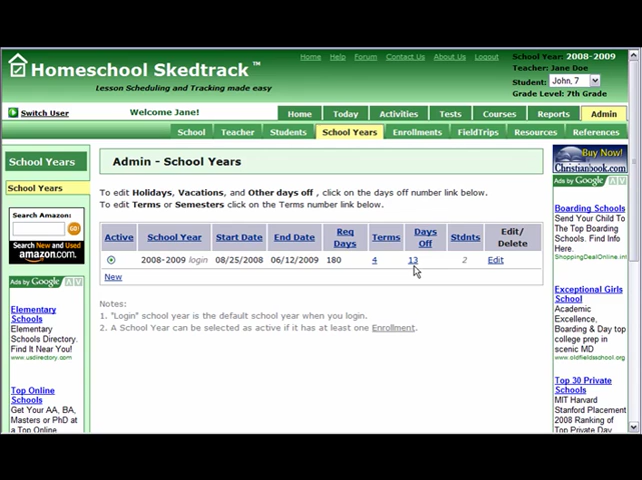 Home Help Forum Contact Us About Us Logout
School Year: 2008-2009
Teacher: Jane Doe
Student: John, 7
Grade Level: 7th Grade
Homeschool Skedtrack ™
Lesson Scheduling and Tracking made easy
Switch User
Welcome Jane!
Home Today Activities Tests Courses Reports Admin
School Teacher Students School Years Enrollments FieldTrips Resources References
School Years
School Years
Search Amazon:
GO!
Search New and Used
amazon.com.
Ads by Google
Elementary
Schools
Elementary
Schools Directory.
Find It Near You!
www.usdirectory.com
Top Online
Schools
Get Your AA, BA,
Masters or PhD at
a Top Online
Admin - School Years
To edit Holidays, Vacations, and Other days off , click on the days off number link below.
To edit Terms or Semesters click on the Terms number link below.
Active School Year Start Date End Date Req Days Terms Days Off Stdnts Edit/ Delete
2008-2009 login 08/25/2008 06/12/2009 180 4 13 2 Edit
New
Notes:
1. "Login" school year is the default school year when you login.
2. A School Year can be selected as active if it has at least one Enrollment.
Buy Now!
Christianbook.com
Ads by Google
Boarding Schools
Send Your Child To
The Top Boarding
Schools. Find Info
Here.
ShoppingDealOnline.inf
Exceptional Girls
School
Academic
Excellence,
Boarding & Day top
college prep in
scenic MD
www.oldfieldsschool.org
Top 30 Private
Schools
MIT Harvard
Stanford Placement
2008 Ranking of
Top Private Day